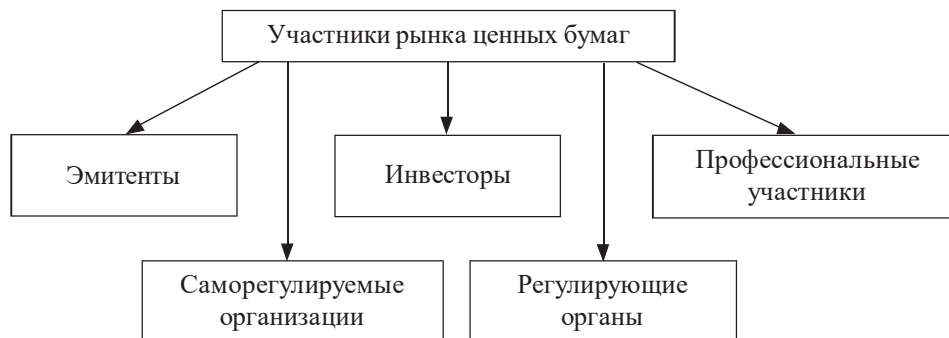 Участники рынка ценных бумаг
Эмитенты
Инвесторы
Профессиональные
участники
Саморегулируемые
организации
Регулирующие
органы